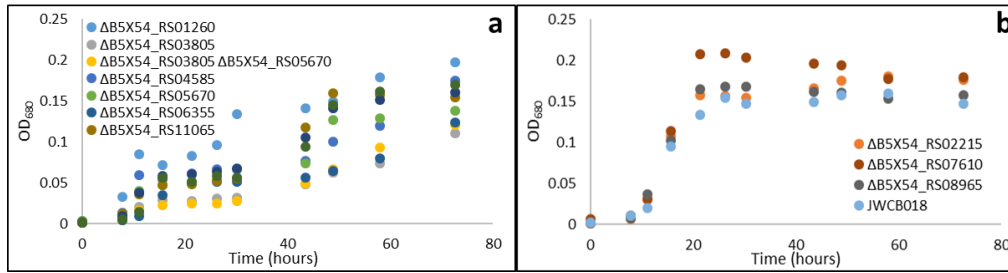 a
ΔB5X54_RS01260
ΔB5X54_RS03805
ΔB5X54_RS03805 ΔB5X54_RS05670
ΔB5X54_RS04585
ΔB5X54_RS05670
ΔB5X54_RS06355
ΔB5X54_RS11065
OD680
0.2
0.15
0.1
0.05
0
0 20 40 60 80
Time (hours)
b
OD680
0.25
0.2
0.15
0.1
0.05
0
ΔB5X54_RS02215
ΔB5X54_RS07610
ΔB5X54_RS08965
JWCB018
0 20 40 60 80
Time (hours)